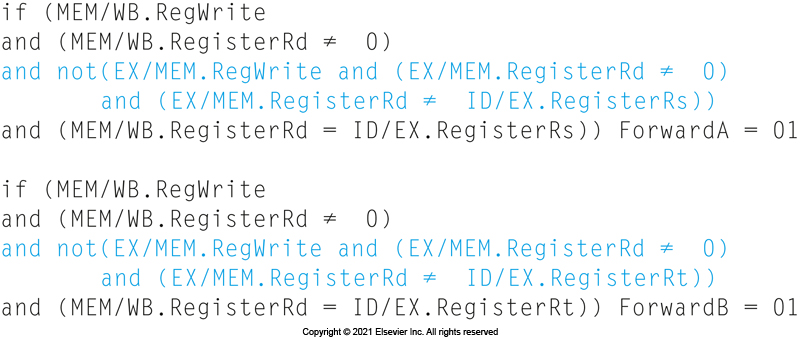 if (MEM/WB.RegWrite
and (MEM/WB.RegisterRd ≠ 0)
and not(EX/MEM.RegWrite and (EX/MEM.RegisterRd ≠ 0)
and (EX/MEM.RegisterRd ≠ ID/EX.RegisterRs))
and (MEM/WB.RegisterRd = ID/EX.RegisterRs)) ForwardA = 01
if (MEM/WB.RegWrite
and (MEM/WB.RegisterRd ≠ 0)
and not(EX/MEM.RegWrite and (EX/MEM.RegisterRd ≠ 0)
and (EX/MEM.RegisterRd ≠ ID/EX.RegisterRt))
and (MEM/WB.RegisterRd = ID/EX.RegisterRt)) ForwardB = 01
Copyright © 2021 Elsevier Inc. All rights reserved